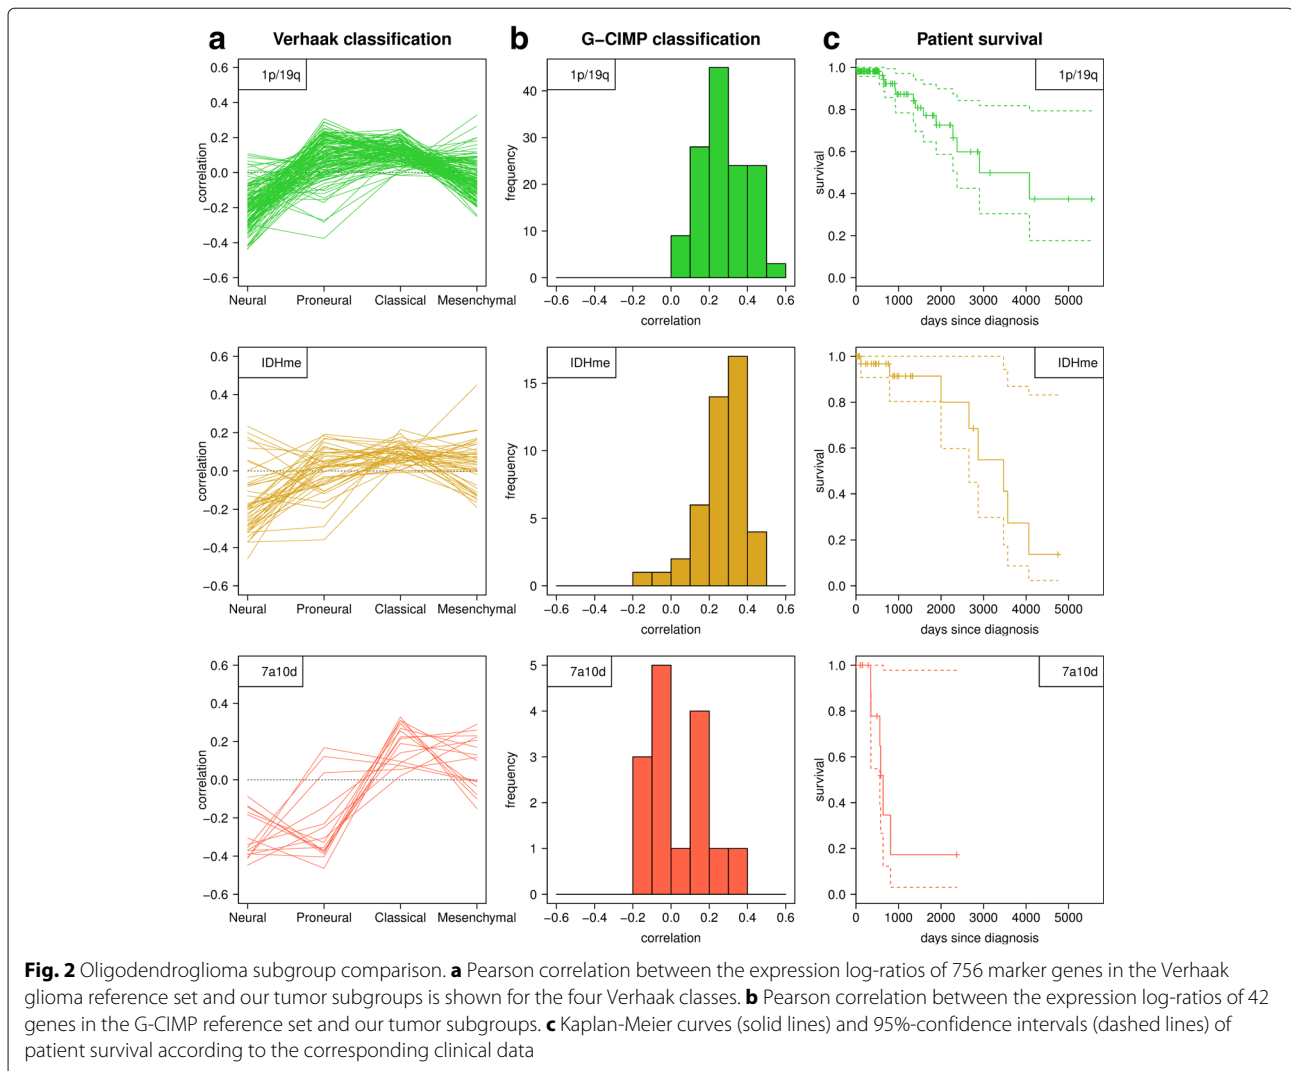 a Verhaak classification
b G−CIMP classification
c Patient survival
1p/19q
correlation
0.6
0.4
0.2
0.0
−0.2
−0.4
−0.6
Neural Proneural Classical Mesenchymal
1p/19q
frequency
40
30
20
10
0
−0.6 −0.4 −0.2 0.0 0.2 0.4 0.6
correlation
1p/19q
survival
1.0
0.8
0.6
0.4
0.2
0.0
0 1000 2000 3000 4000 5000
days since diagnosis
IDHme
correlation
0.6
0.4
0.2
0.0
−0.2
−0.4
−0.6
Neural Proneural Classical Mesenchymal
IDHme
frequency
15
10
5
0
−0.6 −0.4 −0.2 0.0 0.2 0.4 0.6
correlation
IDHme
survival
1.0
0.8
0.6
0.4
0.2
0.0
0 1000 2000 3000 4000 5000
days since diagnosis
7a10d
correlation
0.6
0.4
0.2
0.0
−0.2
−0.4
−0.6
Neural Proneural Classical Mesenchymal
7a10d
frequency
5
4
3
2
1
0
−0.6 −0.4 −0.2 0.0 0.2 0.4 0.6
correlation
7a10d
survival
1.0
0.8
0.6
0.4
0.2
0.0
0 1000 2000 3000 4000 5000
days since diagnosis
Fig. 2 Oligodendroglioma subgroup comparison. a Pearson correlation between the expression log-ratios of 756 marker genes in the Verhaak
glioma reference set and our tumor subgroups is shown for the four Verhaak classes. b Pearson correlation between the expression log-ratios of 42
genes in the G-CIMP reference set and our tumor subgroups. c Kaplan-Meier curves (solid lines) and 95%-confidence intervals (dashed lines) of
patient survival according to the corresponding clinical data